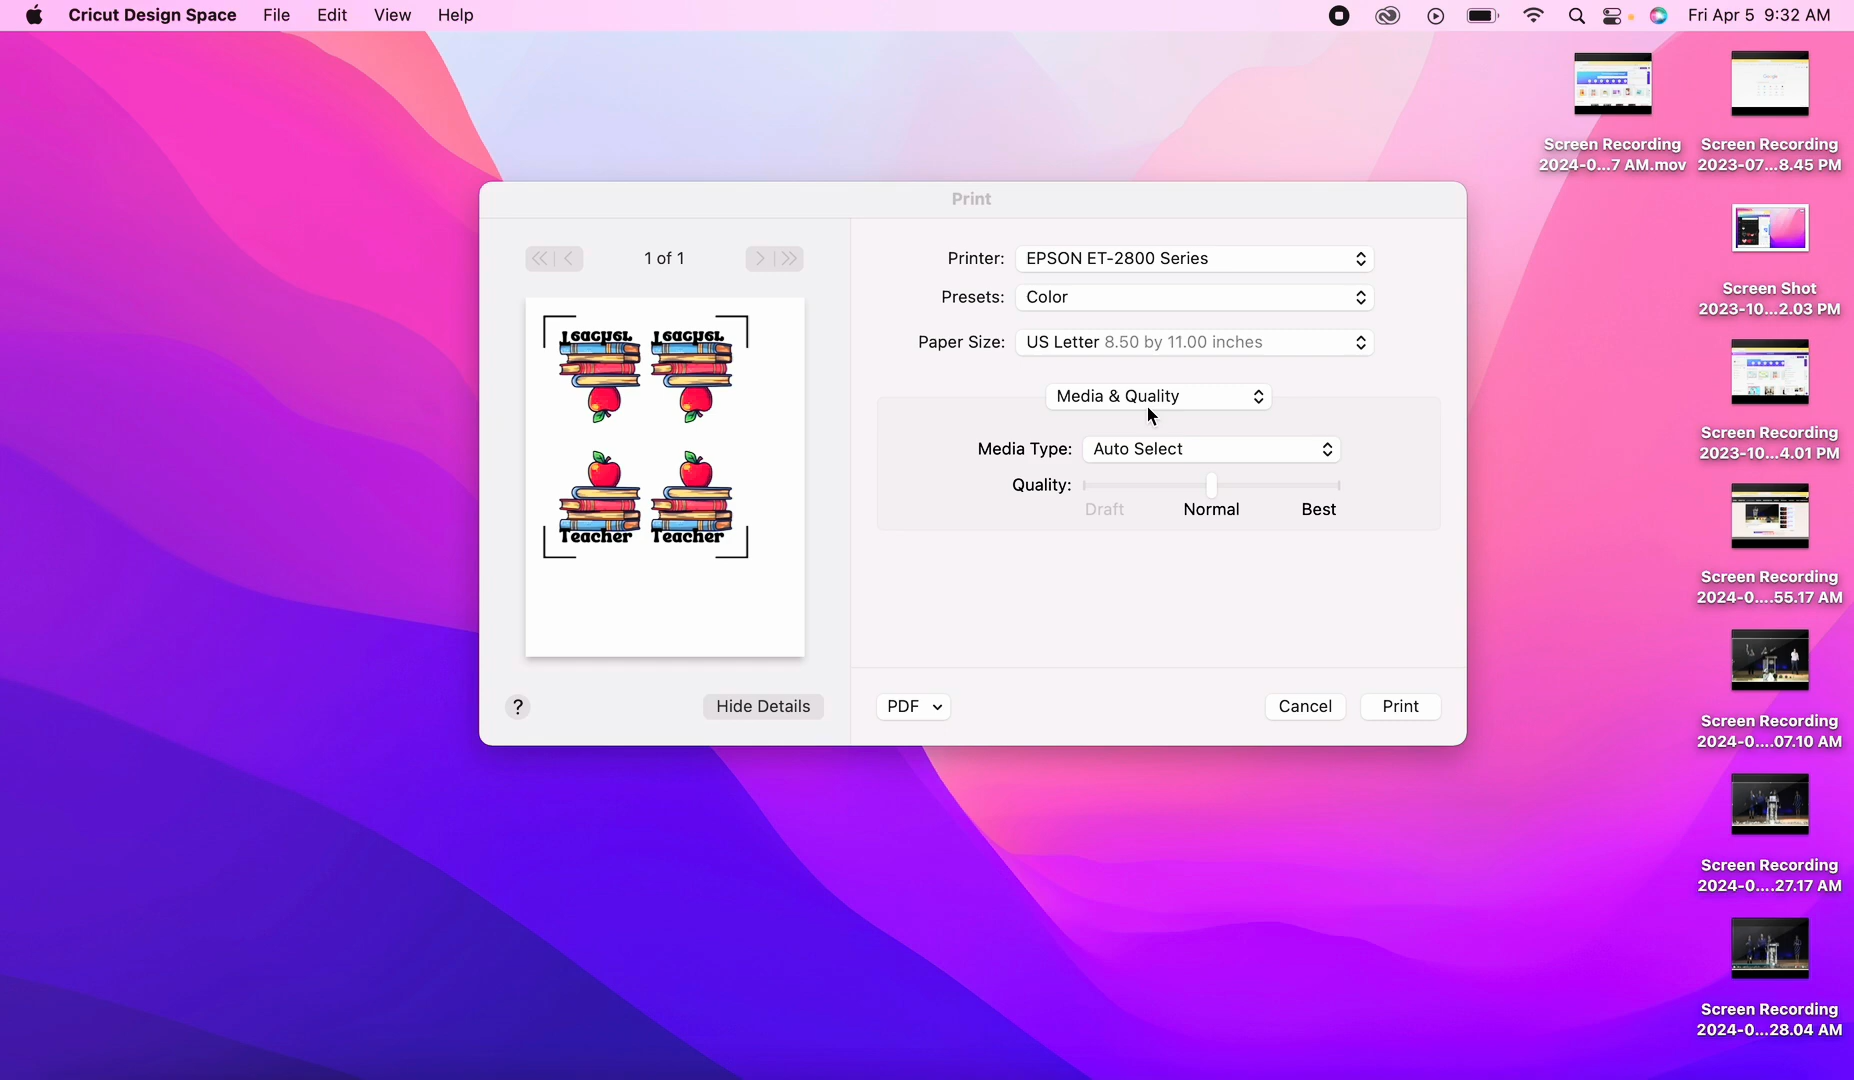 Cricut Design Space File Edit View Help Fri Apr 5 9:32 AM
Screen Recording
2024-0...7 AM.mov
Screen Recording
2023-07...8.45 PM
Print
1 of 1
Teacher Teacher
Teacher Teacher
Printer: EPSON ET-2800 Series
Presets: Color
Paper Size: US Letter 8.50 by 11.00 inches
Media & Quality
Media Type: Auto Select
Quality:
Draft Normal Best
? Hide Details PDF Cancel Print
Screen Shot
2023-10...2.03 PM
Screen Recording
2023-10...4.01 PM
Screen Recording
2024-0....55.17 AM
Screen Recording
2024-0....07.10 AM
Screen Recording
2024-0....27.17 AM
Screen Recording
2024-0...28.04 AM